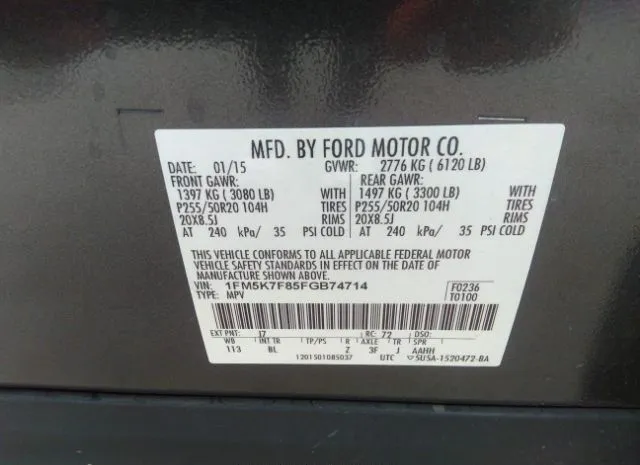 MFD. BY FORD MOTOR CO.
DATE: 01/15 GVWR: 2776 KG ( 6120 LB)
FRONT GAWR: REAR GAWR:
1397 KG ( 3080 LB) WITH 1497 KG ( 3300 LB) WITH
P255/50R20 104H TIRES P255/50R20 104H TIRES
20X8.5J RIMS 20X8.5J RIMS
AT 240 kPa/ 35 PSI COLD AT 240 kPa/ 35 PSI COLD
THIS VEHICLE CONFORMS TO ALL APPLICABLE FEDERAL MOTOR
VEHICLE SAFETY STANDARDS IN EFFECT ON THE DATE OF
MANUFACTURE SHOWN ABOVE.
VIN: 1FM5K7F85FGB74714 F0236
TYPE: MPV T0100
EXT PNT: J7 RC: 72 DSO:
WB INT TR TP/PS R AXLE TR SPR
113 BL Z 3F J AAHH
1201501085037 UTC 5U5A-1520472-BA